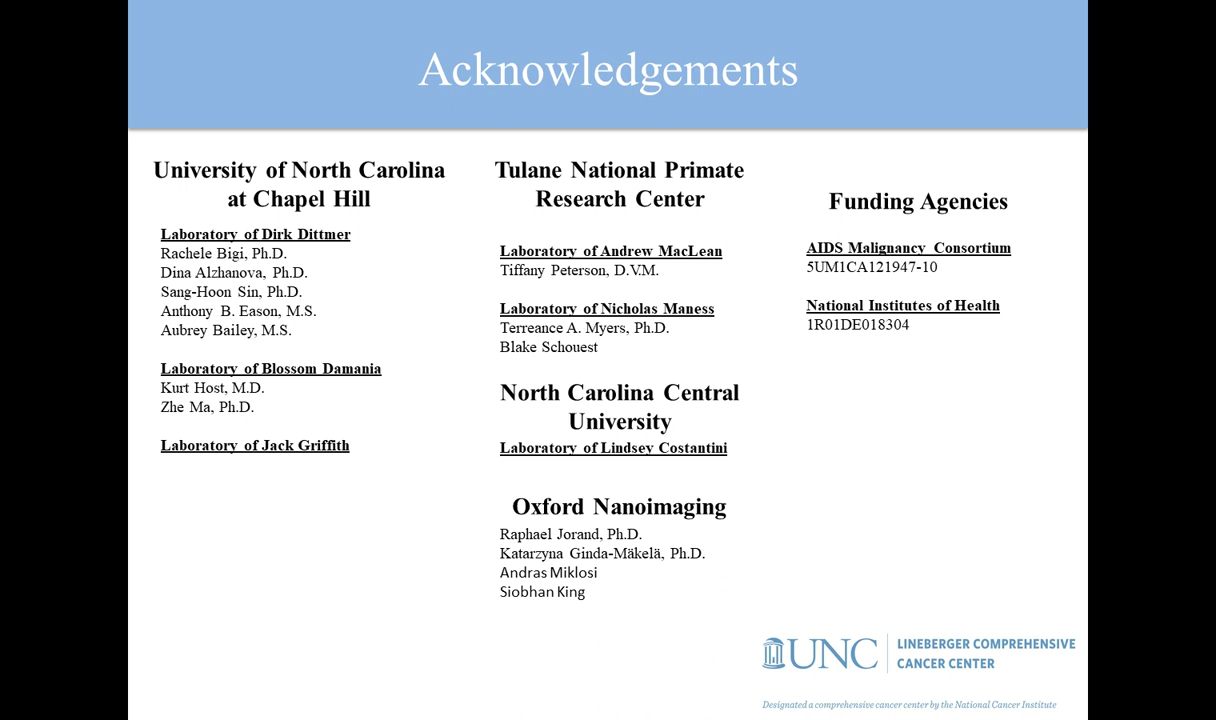 Acknowledgements
University of North Carolina
at Chapel Hill
Laboratory of Dirk Dittmer
Rachele Bigi, Ph.D.
Dina Alzhanova, Ph.D.
Sang-Hoon Sin, Ph.D.
Anthony B. Eason, M.S.
Aubrey Bailey, M.S.
Laboratory of Blossom Damania
Kurt Host, M.D.
Zhe Ma, Ph.D.
Laboratory of Jack Griffith
Tulane National Primate
Research Center
Laboratory of Andrew MacLean
Tiffany Peterson, D.V.M.
Laboratory of Nicholas Maness
Terreance A. Myers, Ph.D.
Blake Schouest
North Carolina Central
University
Laboratory of Lindsey Costantini
Oxford Nanoimaging
Raphael Jorand, Ph.D.
Katarzyna Ginda-Mäkelä, Ph.D.
Andras Miklosi
Siobhan King
Funding Agencies
AIDS Malignancy Consortium
5UM1CA121947-10
National Institutes of Health
1R01DE018304
UNC
LINEBERGER COMPREHENSIVE
CANCER CENTER
Designated a comprehensive cancer center by the National Cancer Institute